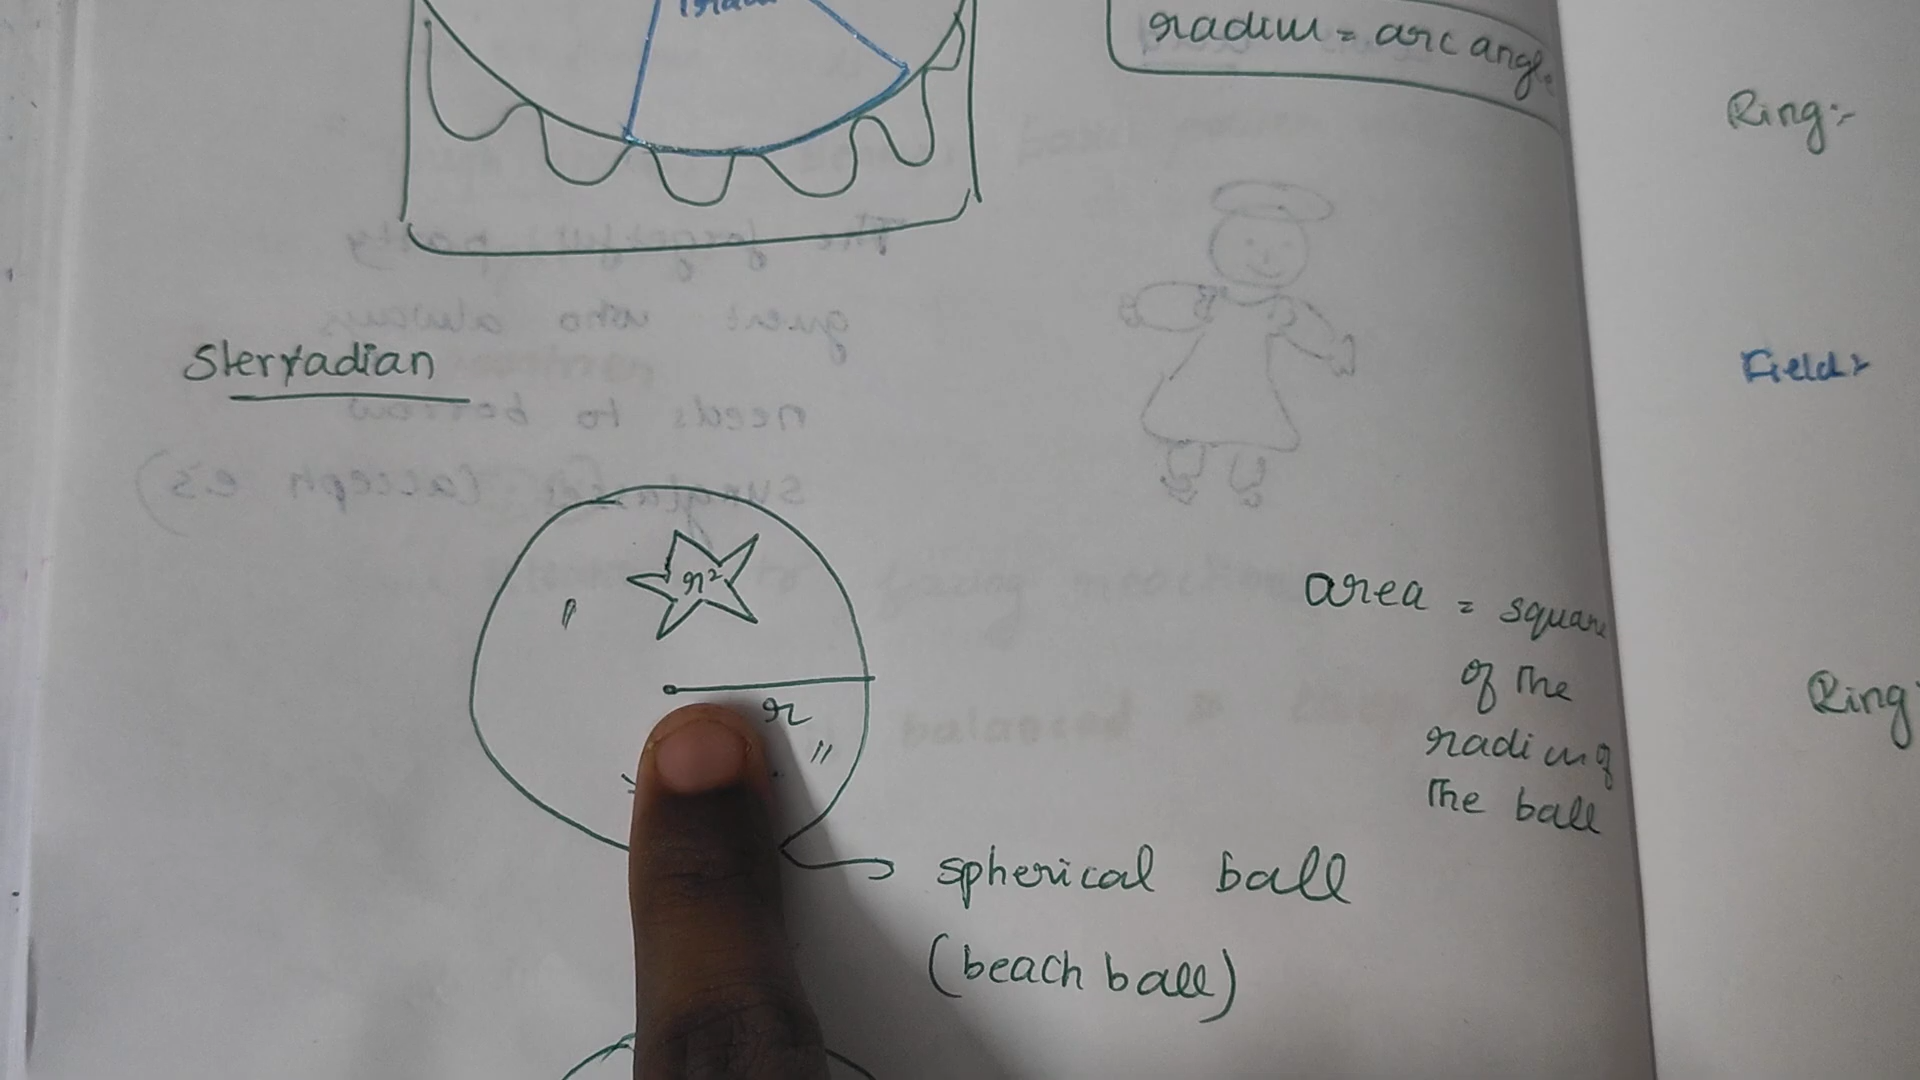 radius = arc angle
Ring:-
Field:-
Sterradian
r²
r
area = square
of The
radius of
The ball
Ring
spherical ball
(beach ball)